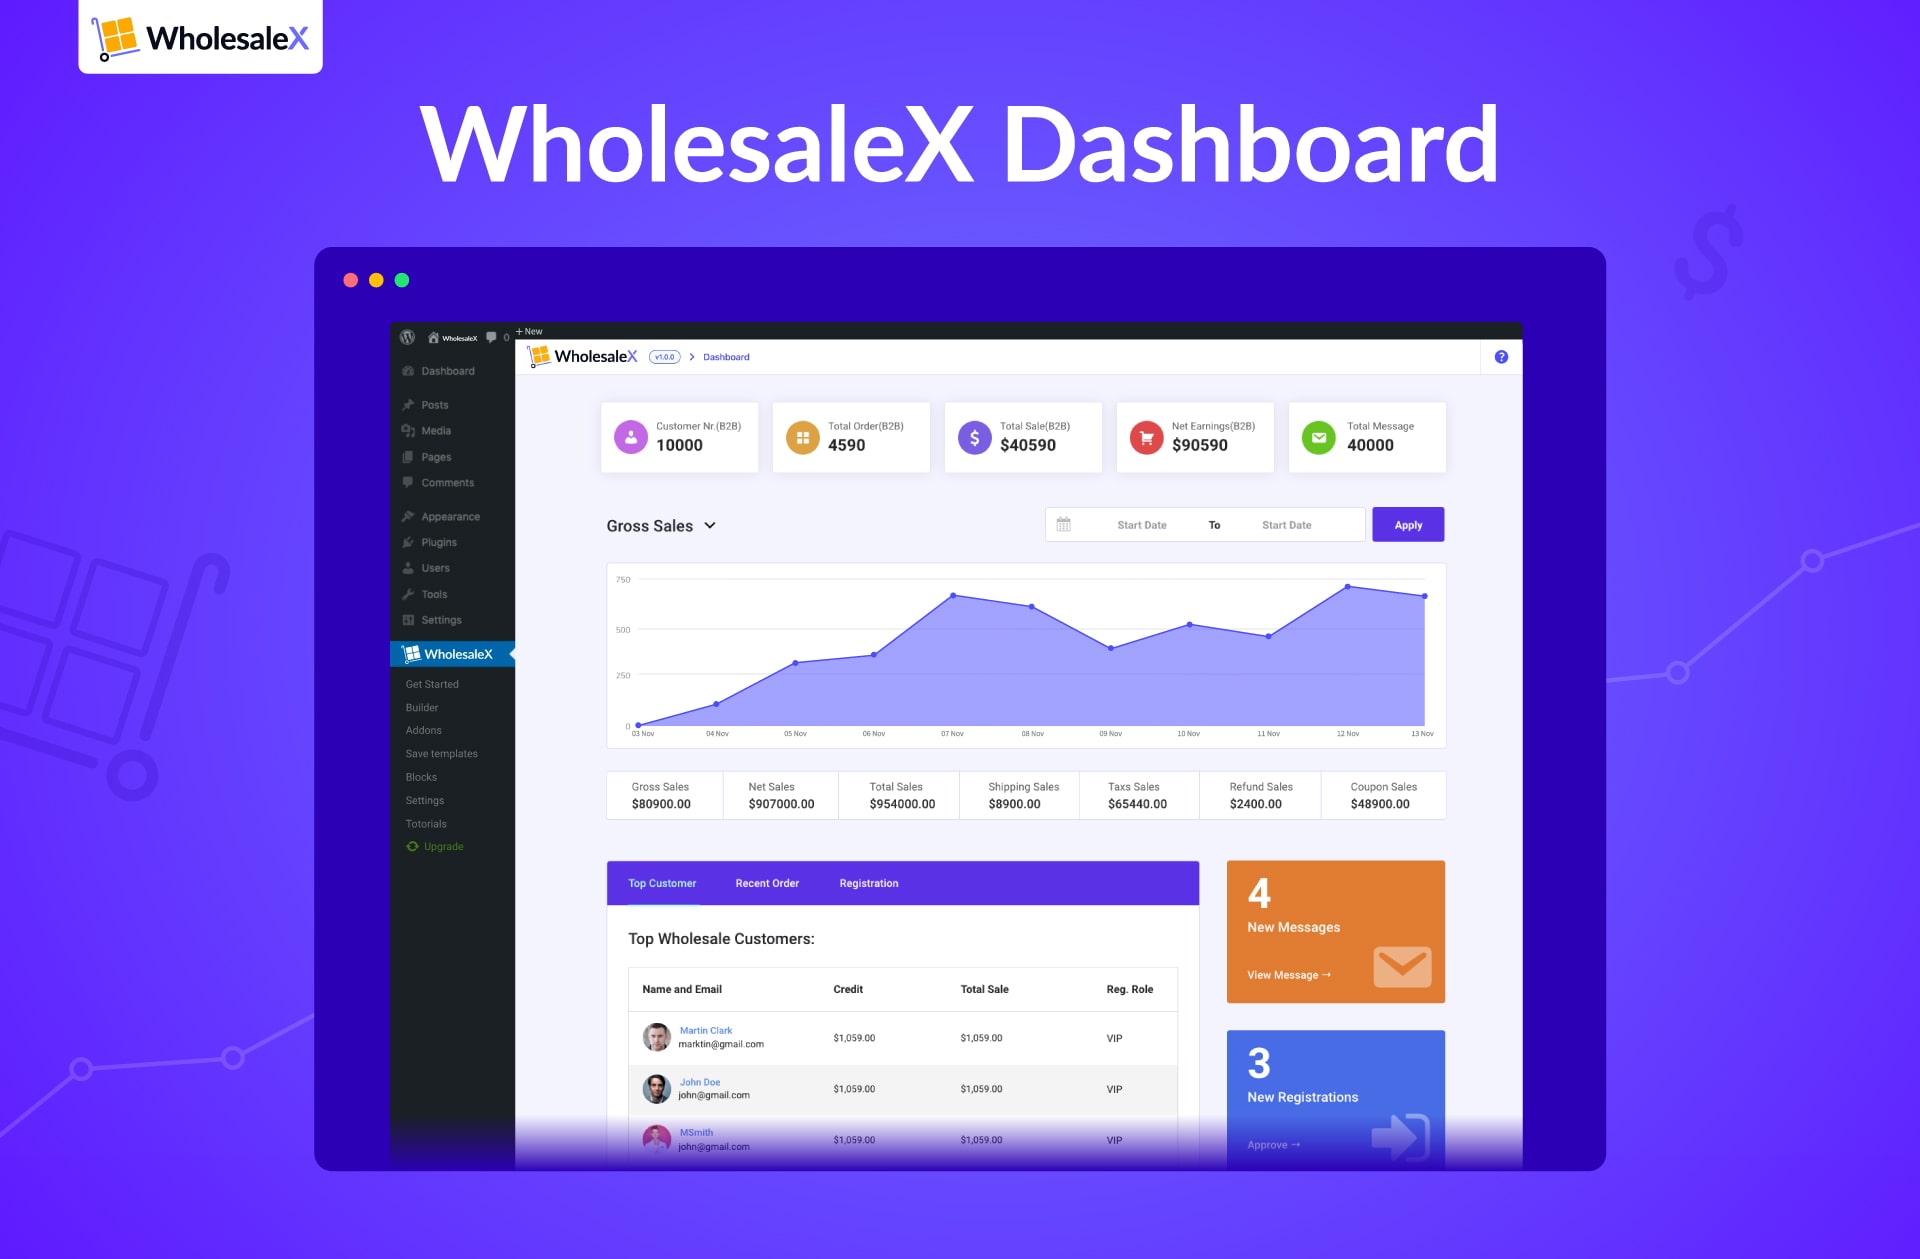 WholesaleX
WholesaleX Dashboard
WholesaleX 0 + New
WholesaleX v1.0.0 > Dashboard ?
Dashboard
Posts
Media
Pages
Comments
Appearance
Plugins
Users
Tools
Settings
WholesaleX
Get Started
Builder
Addons
Save templates
Blocks
Settings
Totorials
Upgrade
Customer Nr.(B2B)
10000
Total Order(B2B)
4590
Total Sale(B2B)
$40590
Net Earnings(B2B)
$90590
Total Message
40000
Gross Sales
Start Date To Start Date Apply
750
500
250
0
03 Nov 04 Nov 05 Nov 06 Nov 07 Nov 08 Nov 09 Nov 10 Nov 11 Nov 12 Nov 13 Nov
Gross Sales
$80900.00
Net Sales
$907000.00
Total Sales
$954000.00
Shipping Sales
$8900.00
Taxs Sales
$65440.00
Refund Sales
$2400.00
Coupon Sales
$48900.00
Top Customer Recent Order Registration
Top Wholesale Customers:
Name and Email Credit Total Sale Reg. Role
Martin Clark
marktin@gmail.com
$1,059.00 $1,059.00 VIP
John Doe
john@gmail.com
$1,059.00 $1,059.00 VIP
MSmith
john@gmail.com
$1,059.00 $1,059.00 VIP
4
New Messages
View Message →
3
New Registrations
Approve →